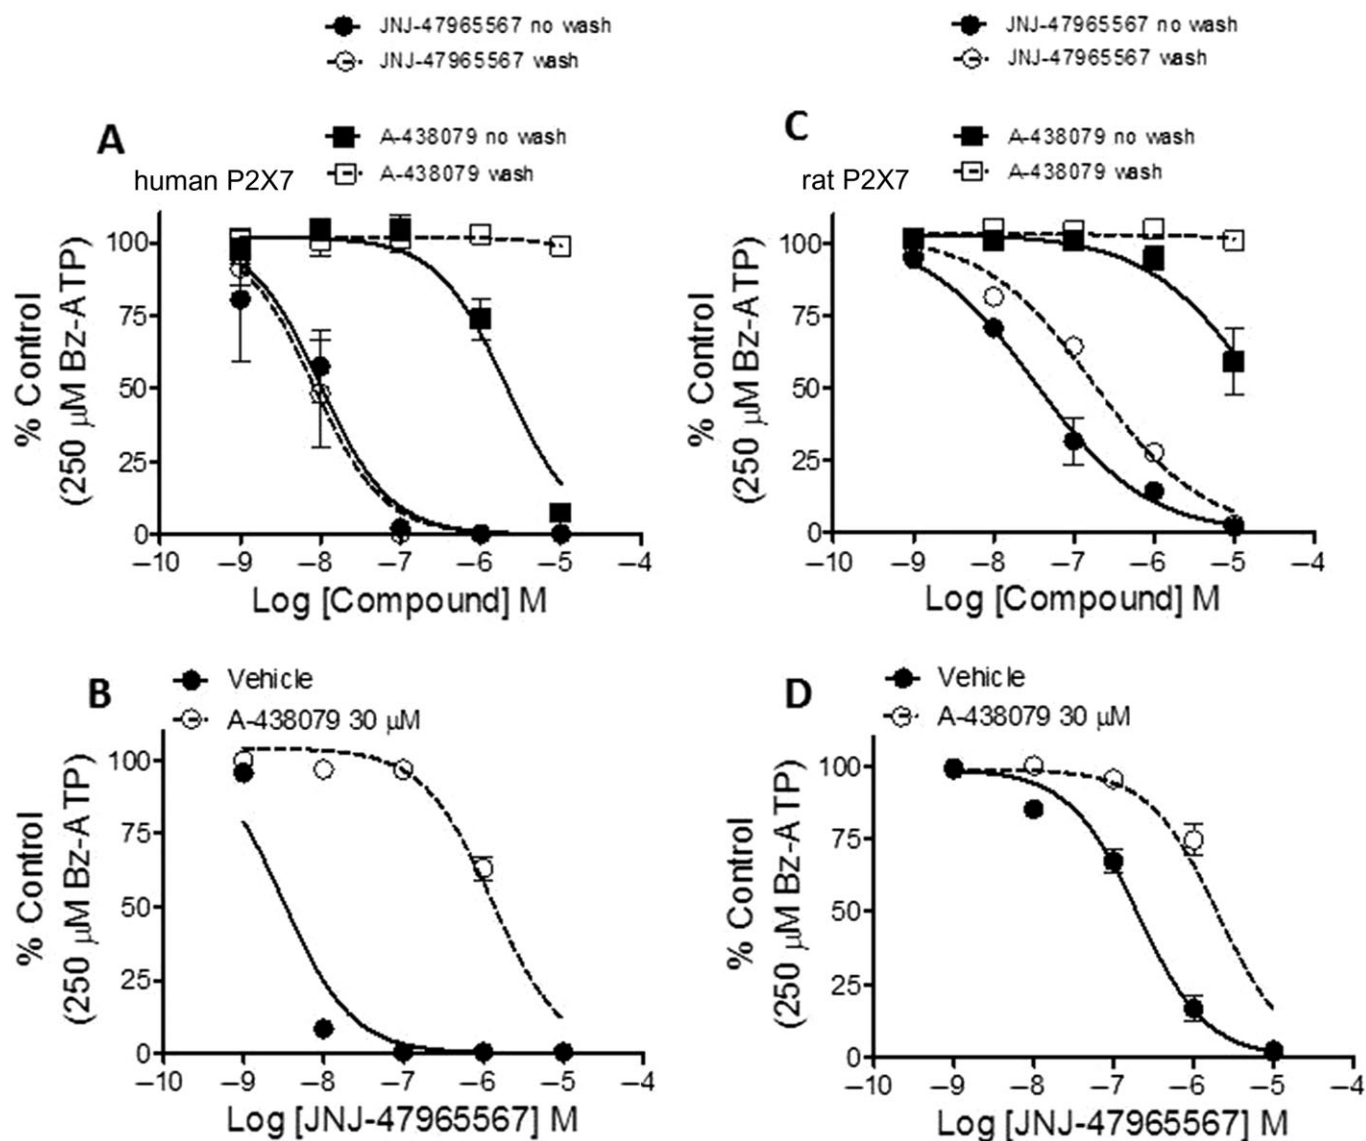 JNJ-47965567 no wash
JNJ-47965567 wash
A
A-438079 no wash
A-438079 wash
human P2X7
% Control
(250 µM Bz-ATP)
100
75
50
25
0
–10 –9 –8 –7 –6 –5 –4
Log [Compound] M
JNJ-47965567 no wash
JNJ-47965567 wash
C
A-438079 no wash
A-438079 wash
rat P2X7
% Control
(250 µM Bz-ATP)
100
75
50
25
0
–10 –9 –8 –7 –6 –5 –4
Log [Compound] M
B
Vehicle
A-438079 30 µM
% Control
(250 µM Bz-ATP)
100
75
50
25
0
–10 –9 –8 –7 –6 –5 –4
Log [JNJ-47965567] M
D
Vehicle
A-438079 30 µM
% Control
(250 µM Bz-ATP)
100
75
50
25
0
–10 –9 –8 –7 –6 –5 –4
Log [JNJ-47965567] M